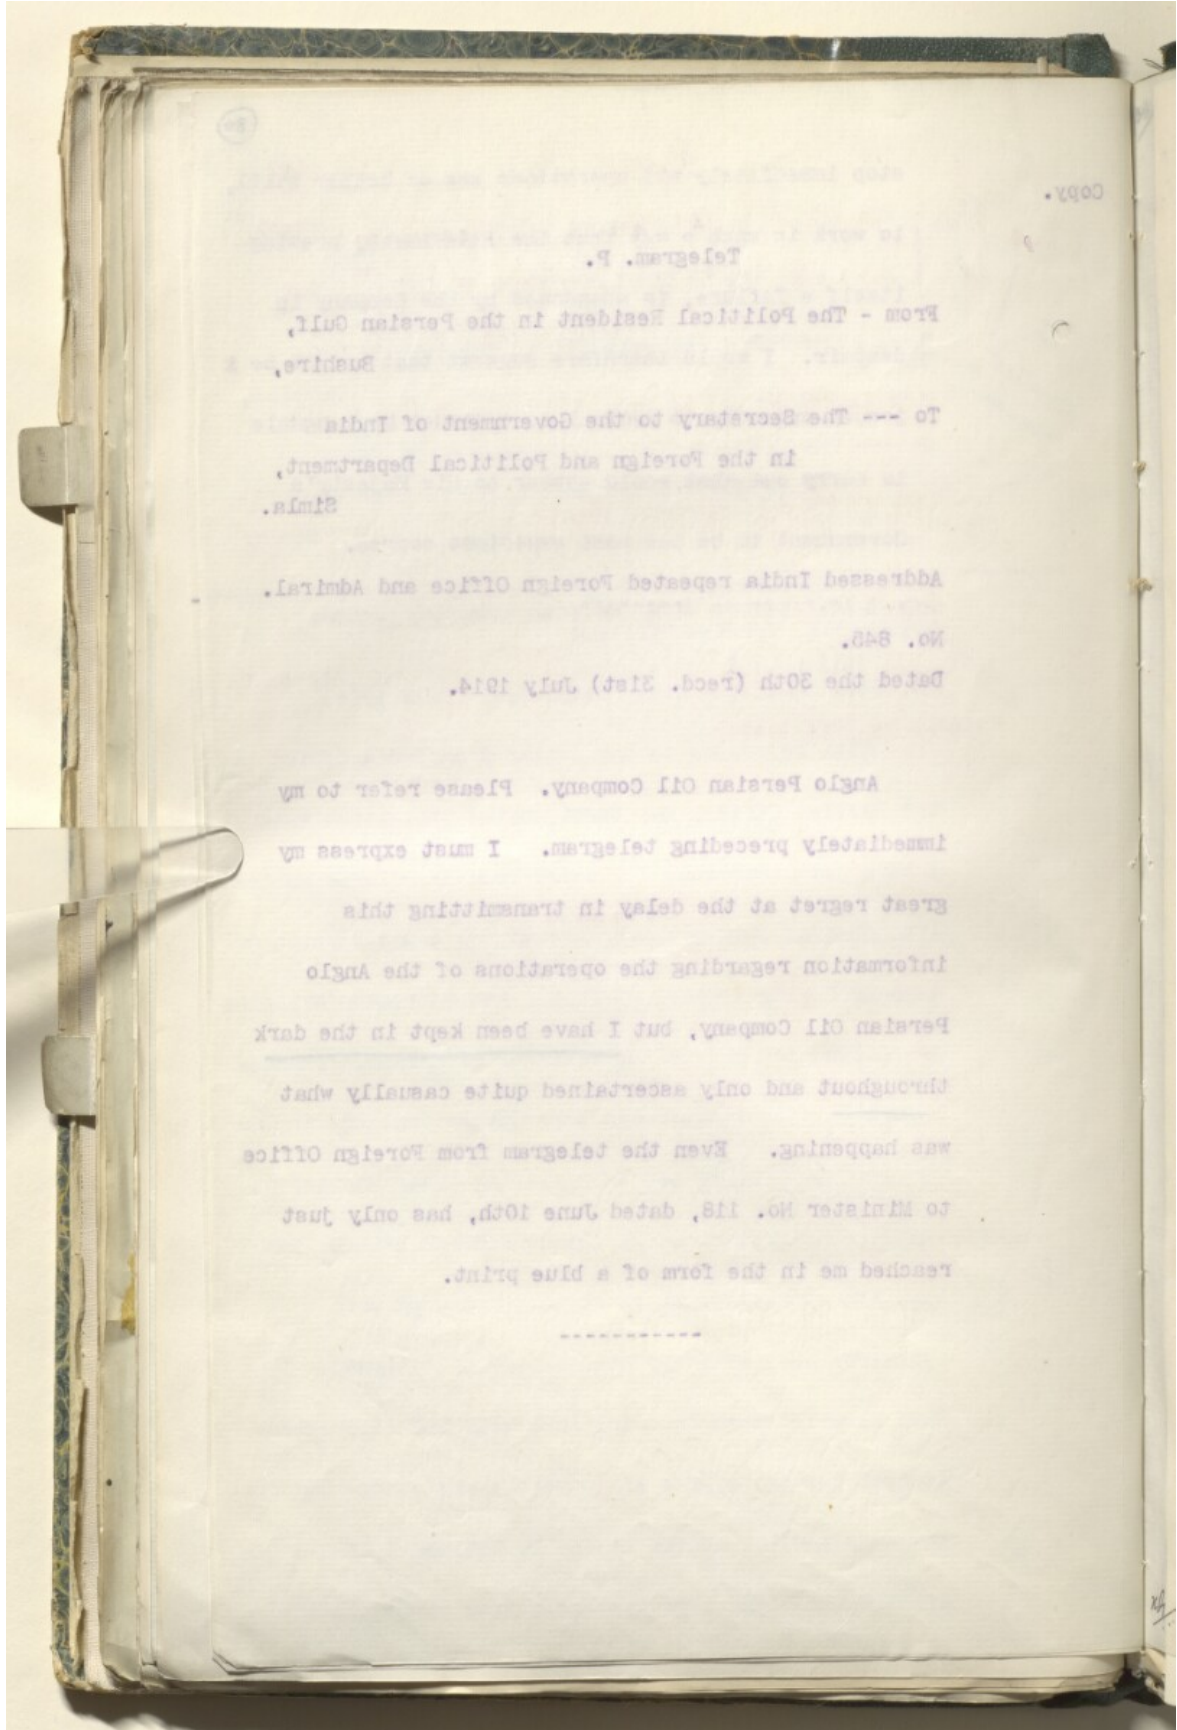 Copy.
Telegram. P.
From - The Political Resident in the Persian Gulf,
Bushire,
To --- The Secretary to the Government of India
in the Foreign and Political Department,
Simla.
Addressed India repeated Foreign Office and Admiral.
No. 845.
Dated the 30th (recd. 31st) July 1914.
Anglo Persian Oil Company. Please refer to my
immediately preceding telegram. I must express my
great regret at the delay in transmitting this
information regarding the operations of the Anglo
Persian Oil Company, but I have been kept in the dark
throughout and only ascertained quite casually what
was happening. Even the telegram from Foreign Office
to Minister No. 118, dated June 10th, has only just
reached me in the form of a blue print.
-----------